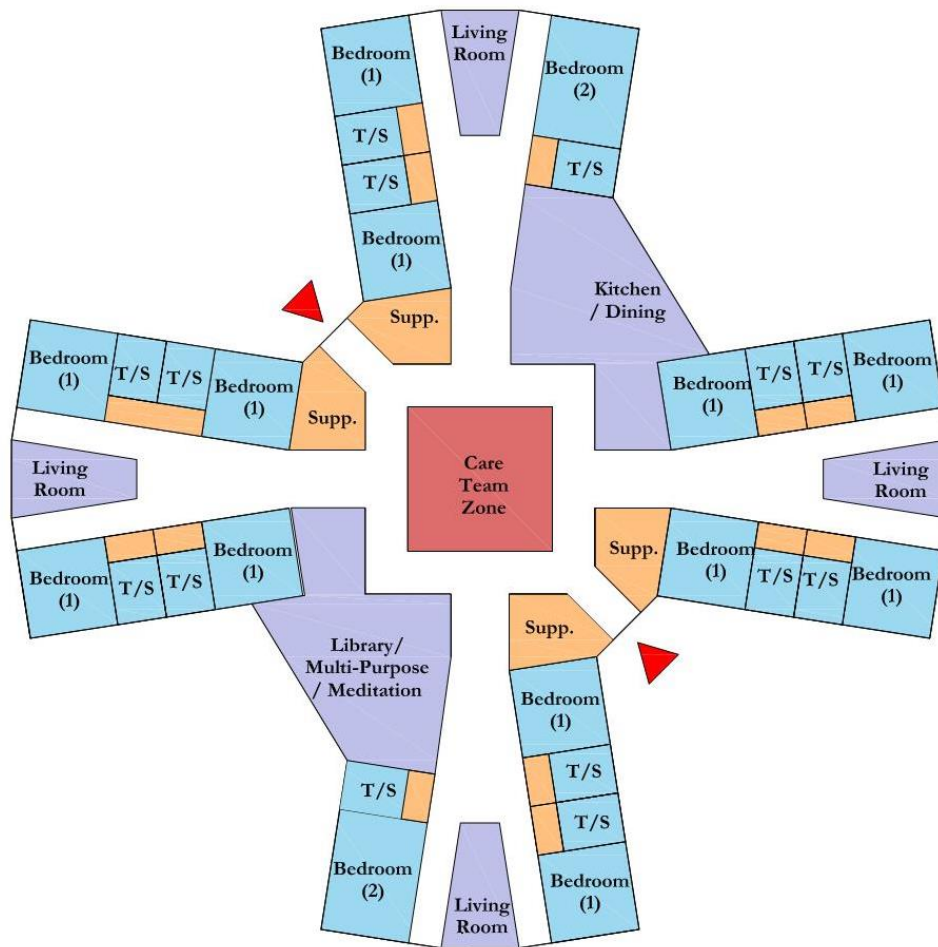 Living
Room
Bedroom
(1)
Bedroom
(2)
T/S
T/S
T/S
Bedroom
(1)
Kitchen
/ Dining
Supp.
Bedroom
(1)
T/S
T/S
Bedroom
(1)
Supp.
Bedroom
(1)
T/S
T/S
Bedroom
(1)
Living
Room
Care
Team
Zone
Living
Room
Bedroom
(1)
T/S
T/S
Bedroom
(1)
Supp.
Bedroom
(1)
T/S
T/S
Bedroom
(1)
Supp.
Library/
Multi-Purpose
/ Meditation
Bedroom
(1)
T/S
T/S
T/S
Bedroom
(2)
Bedroom
(1)
Living
Room